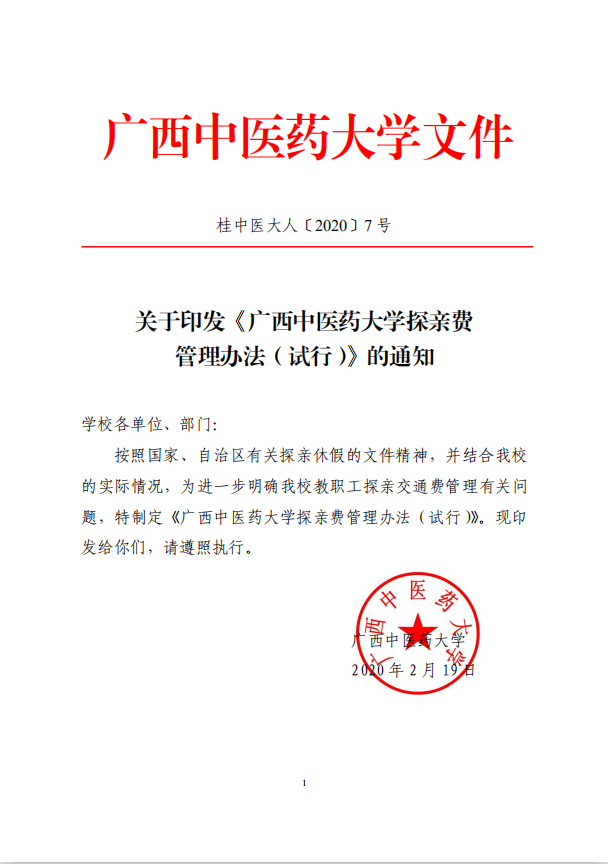 广西中医药大学文件
桂中医大人〔2020〕7号
关于印发《广西中医药大学探亲费
管理办法（试行）》的通知
学校各单位、部门：
按照国家、自治区有关探亲休假的文件精神，并结合我校
的实际情况，为进一步明确我校教职工探亲交通费管理有关问
题，特制定《广西中医药大学探亲费管理办法（试行）》。现印
发给你们，请遵照执行。
广西中医药大学
广西中医药大学
2020年2月19日
1